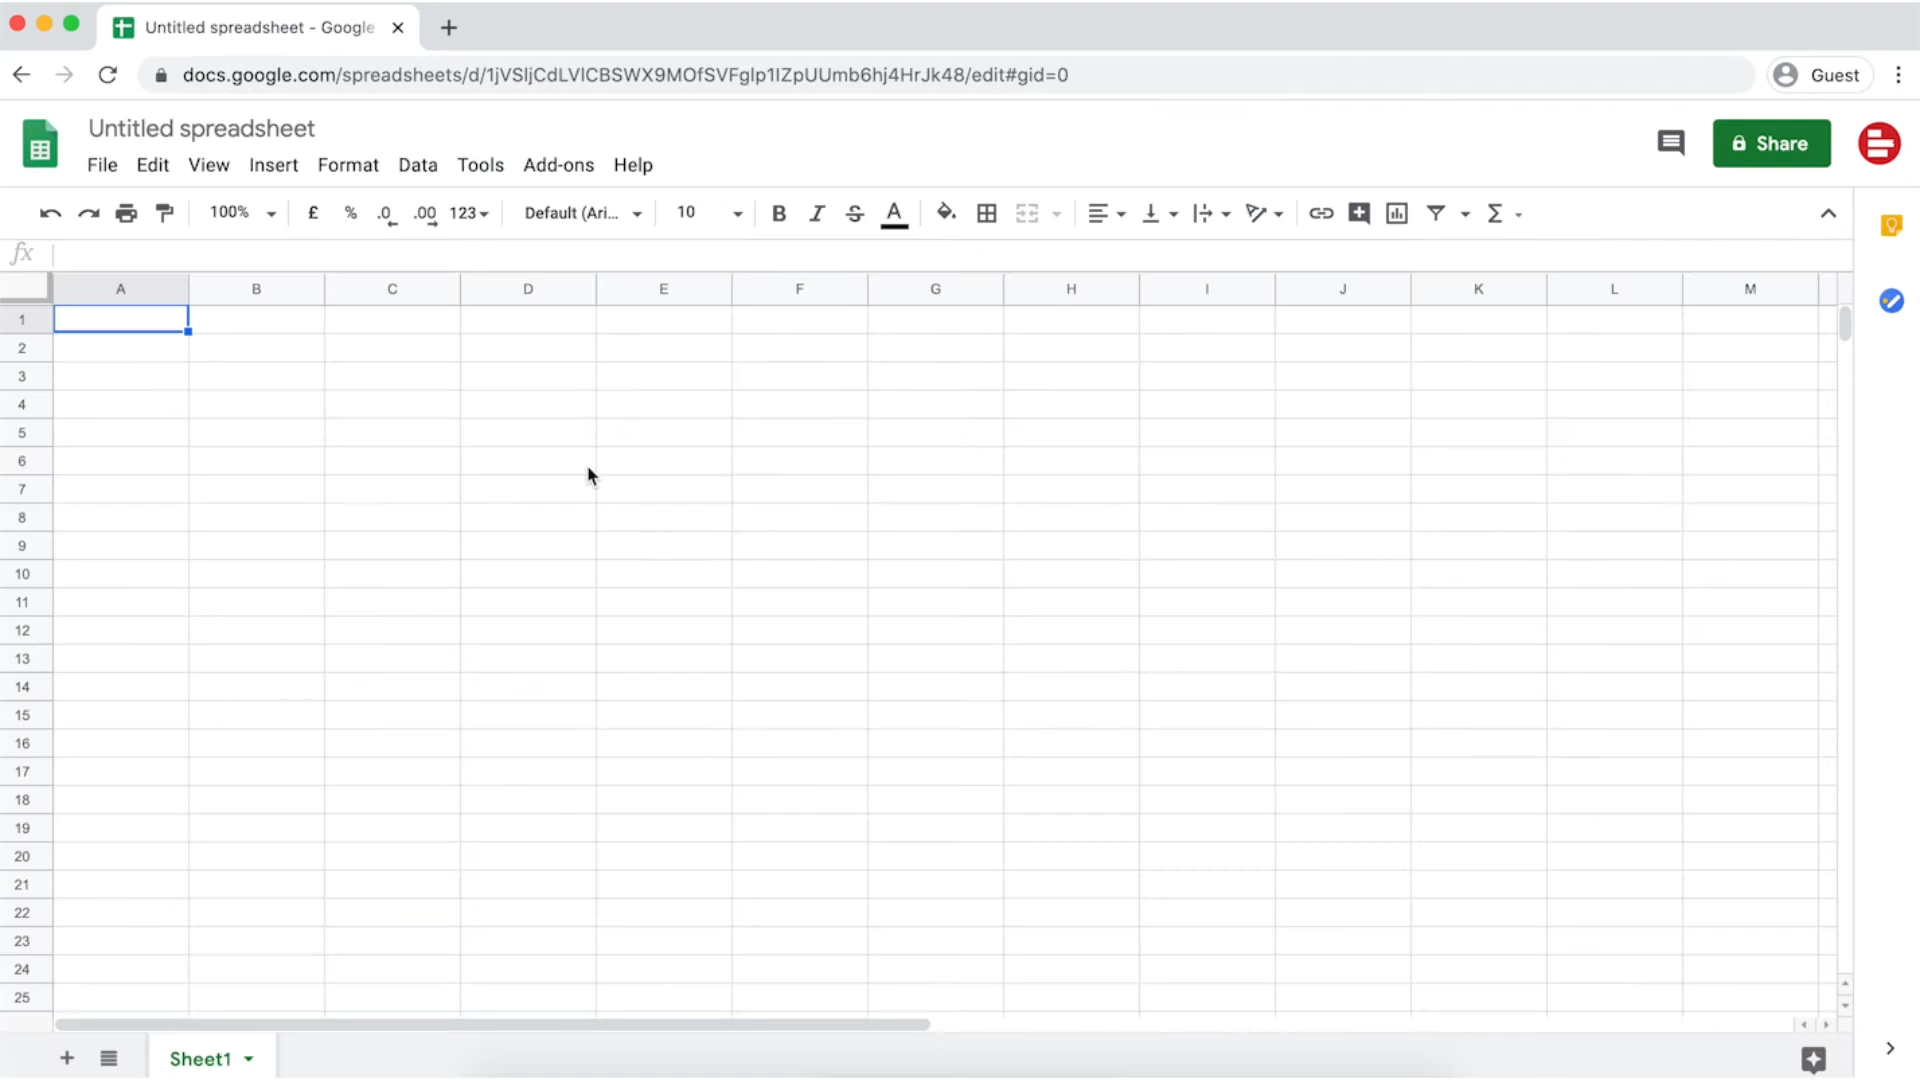 Untitled spreadsheet - Google
docs.google.com/spreadsheets/d/1jVSljCdLVlCBSWX9MOfSVFglp1IZpUUmb6hj4HrJk48/edit#gid=0
Guest
Untitled spreadsheet
File Edit View Insert Format Data Tools Add-ons Help
Share
100% £ % .0 .00 123 Default (Ari... 10 B I S A Σ
fx
A B C D E F G H I J K L M
1
2
3
4
5
6
7
8
9
10
11
12
13
14
15
16
17
18
19
20
21
22
23
24
25
Sheet1